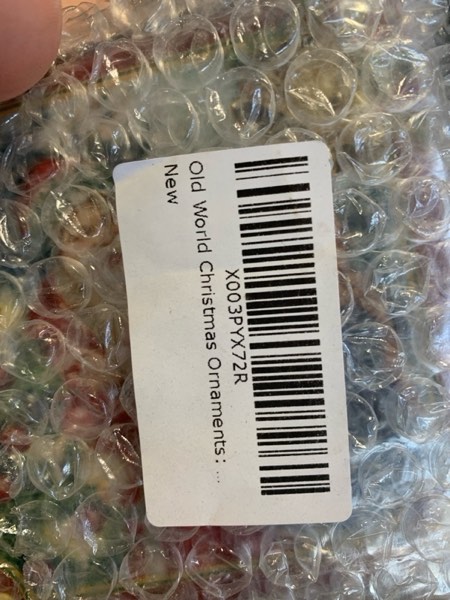 X003PYX72R
Old World Christmas Ornaments: ...
New